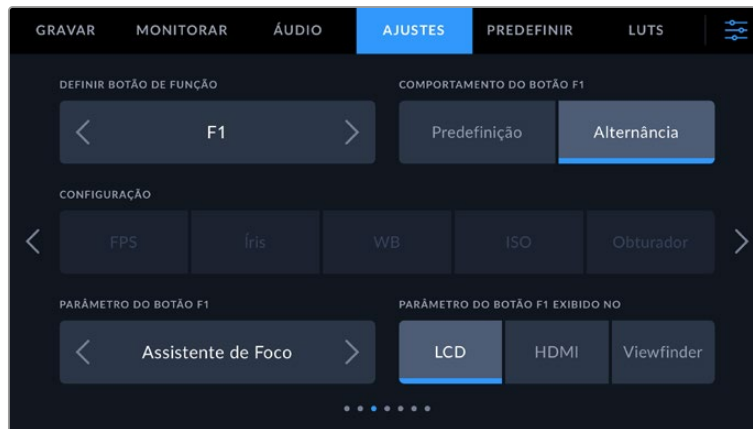 GRAVAR MONITORAR ÁUDIO AJUSTES PREDEFINIR LUTS
DEFINIR BOTÃO DE FUNÇÃO COMPORTAMENTO DO BOTÃO F1
F1 Predefinição Alternância
CONFIGURAÇÃO
FPS Íris WB ISO Obturador
PARÂMETRO DO BOTÃO F1 PARÂMETRO DO BOTÃO F1 EXIBIDO NO
Assistente de Foco LCD HDMI Viewfinder